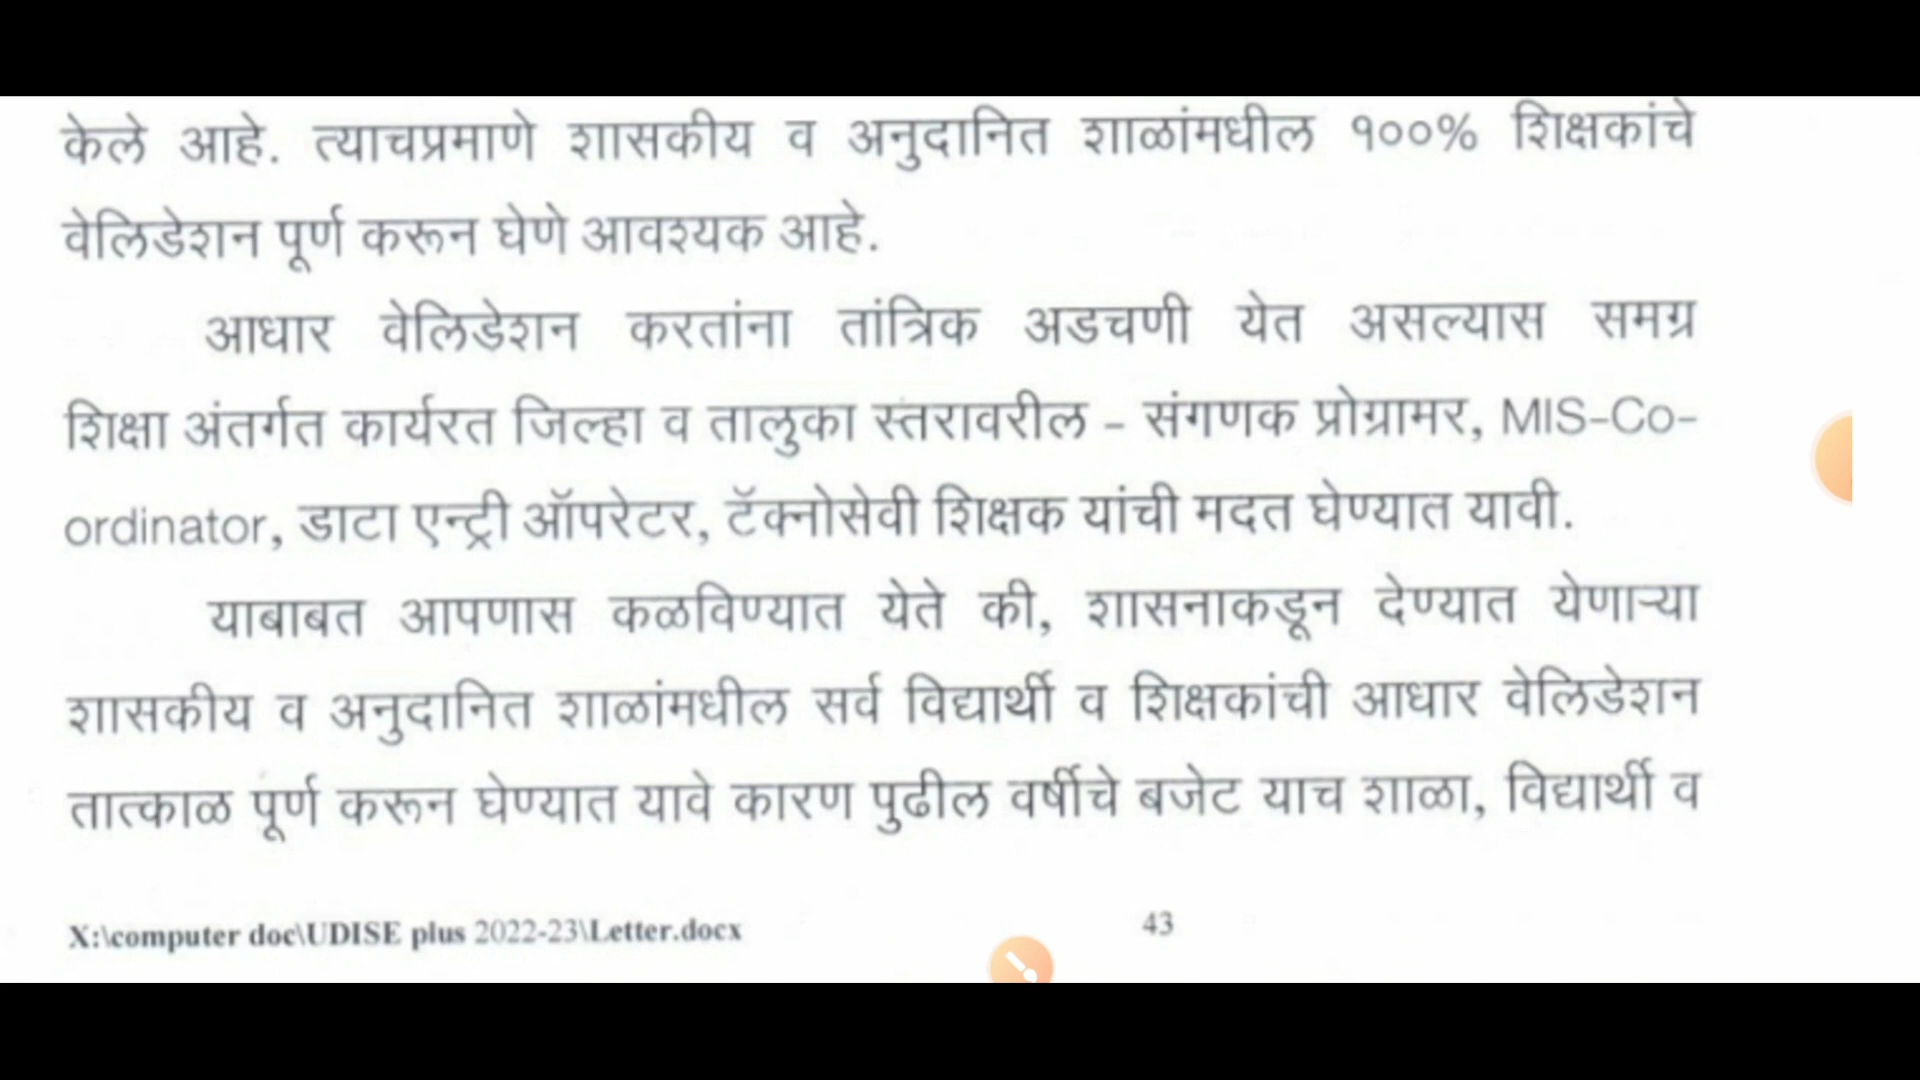 केले आहे. त्याचप्रमाणे शासकीय व अनुदानित शाळांमधील १००% शिक्षकांचे
वेलिडेशन पूर्ण करून घेणे आवश्यक आहे.
आधार वेलिडेशन करतांना तांत्रिक अडचणी येत असल्यास समग्र
शिक्षा अंतर्गत कार्यरत जिल्हा व तालुका स्तरावरील – संगणक प्रोग्रामर, MIS-Co-
ordinator, डाटा एन्ट्री ऑपरेटर, टॅक्नोसेवी शिक्षक यांची मदत घेण्यात यावी.
याबाबत आपणास कळविण्यात येते की, शासनाकडून देण्यात येणाऱ्या
शासकीय व अनुदानित शाळांमधील सर्व विद्यार्थी व शिक्षकांची आधार वेलिडेशन
तात्काळ पूर्ण करून घेण्यात यावे कारण पुढील वर्षीचे बजेट याच शाळा, विद्यार्थी व
X:\computer doc\UDISE plus 2022-23\Letter.docx 43